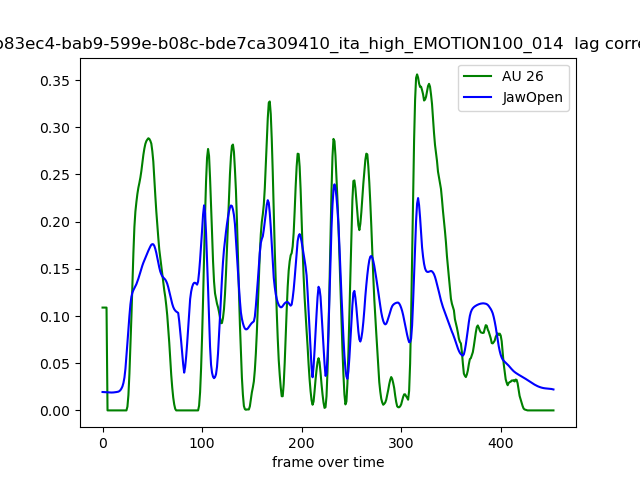 b83ec4-bab9-599e-b08c-bde7ca309410_ita_high_EMOTION100_014 lag corre
AU 26
JawOpen
0.35
0.30
0.25
0.20
0.15
0.10
0.05
0.00
0 100 200 300 400
frame over time